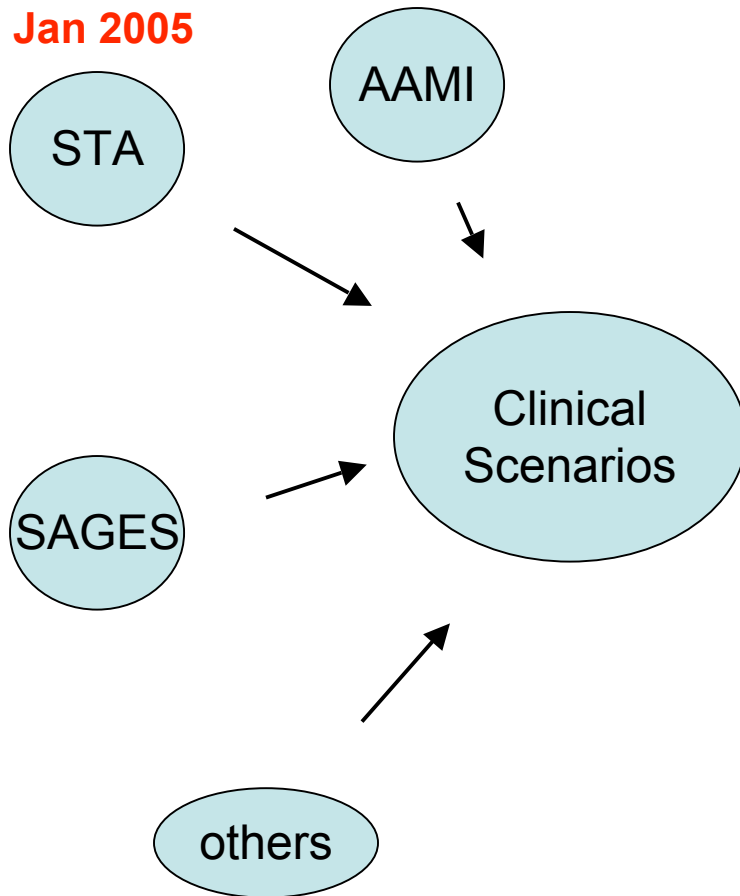 Jan 2005
AAMI
STA
Clinical
Scenarios
SAGES
others